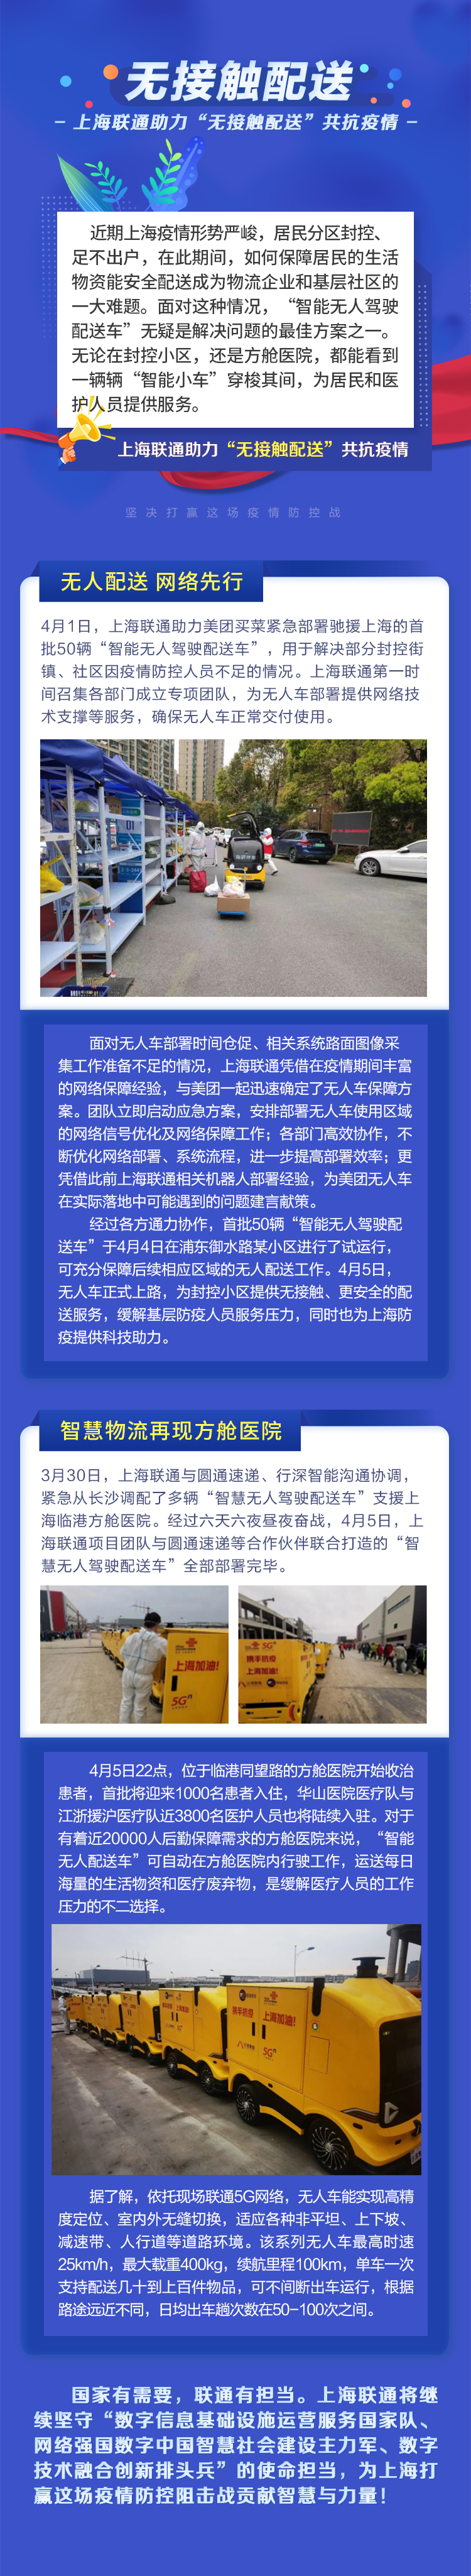 无接触配送
上海联通助力“无接触配送”共抗疫情
近期上海疫情形势严峻，居民分区封控、
足不出户，在此期间，如何保障居民的生活
物资能安全配送成为物流企业和基层社区的
一大难题。面对这种情况，“智能无人驾驶
配送车”无疑是解决问题的最佳方案之一。
无论在封控小区，还是方舱医院，都能看到
一辆辆“智能小车”穿梭其间，为居民和医
护人员提供服务。
上海联通助力“无接触配送”共抗疫情
坚决打赢这场疫情防控战
无人配送 网络先行
4月1日，上海联通助力美团买菜紧急部署驰援上海的首
批50辆“智能无人驾驶配送车”，用于解决部分封控街
镇、社区因疫情防控人员不足的情况。上海联通第一时
间召集各部门成立专项团队，为无人车部署提供网络技
术支撑等服务，确保无人车正常交付使用。
面对无人车部署时间仓促、相关系统路面图像采
集工作准备不足的情况，上海联通凭借在疫情期间丰富
的网络保障经验，与美团一起迅速确定了无人车保障方
案。团队立即启动应急方案，安排部署无人车使用区域
的网络信号优化及网络保障工作；各部门高效协作，不
断优化网络部署、系统流程，进一步提高部署效率；更
凭借此前上海联通相关机器人部署经验，为美团无人车
在实际落地中可能遇到的问题建言献策。
经过各方通力协作，首批50辆“智能无人驾驶配
送车”于4月4日在浦东御水路某小区进行了试运行，
可充分保障后续相应区域的无人配送工作。4月5日，
无人车正式上路，为封控小区提供无接触、更安全的配
送服务，缓解基层防疫人员服务压力，同时也为上海防
疫提供科技助力。
智慧物流再现方舱医院
3月30日，上海联通与圆通速递、行深智能沟通协调，
紧急从长沙调配了多辆“智慧无人驾驶配送车”支援上
海临港方舱医院。经过六天六夜昼夜奋战，4月5日，上
海联通项目团队与圆通速递等合作伙伴联合打造的“智
慧无人驾驶配送车”全部部署完毕。
上海加油！
5G
携手防疫
上海加油！
5G
4月5日22点，位于临港同望路的方舱医院开始收治
患者，首批将迎来1000名患者入住，华山医院医疗队与
江浙援沪医疗队近3800名医护人员也将陆续入驻。对于
有着近20000人后勤保障需求的方舱医院来说，“智能
无人配送车”可自动在方舱医院内行驶工作，运送每日
海量的生活物资和医疗废弃物，是缓解医疗人员的工作
压力的不二选择。
携手防疫
上海加油！
5G
据了解，依托现场联通5G网络，无人车能实现高精
度定位、室内外无缝切换，适应各种非平坦、上下坡、
减速带、人行道等道路环境。该系列无人车最高时速
25km/h，最大载重400kg，续航里程100km，单车一次
支持配送几十到上百件物品，可不间断出车运行，根据
路途远近不同，日均出车趟次数在50-100次之间。
国家有需要，联通有担当。上海联通将继
续坚守“数字信息基础设施运营服务国家队、
网络强国数字中国智慧社会建设主力军、数字
技术融合创新排头兵”的使命担当，为上海打
赢这场疫情防控阻击战贡献智慧与力量！